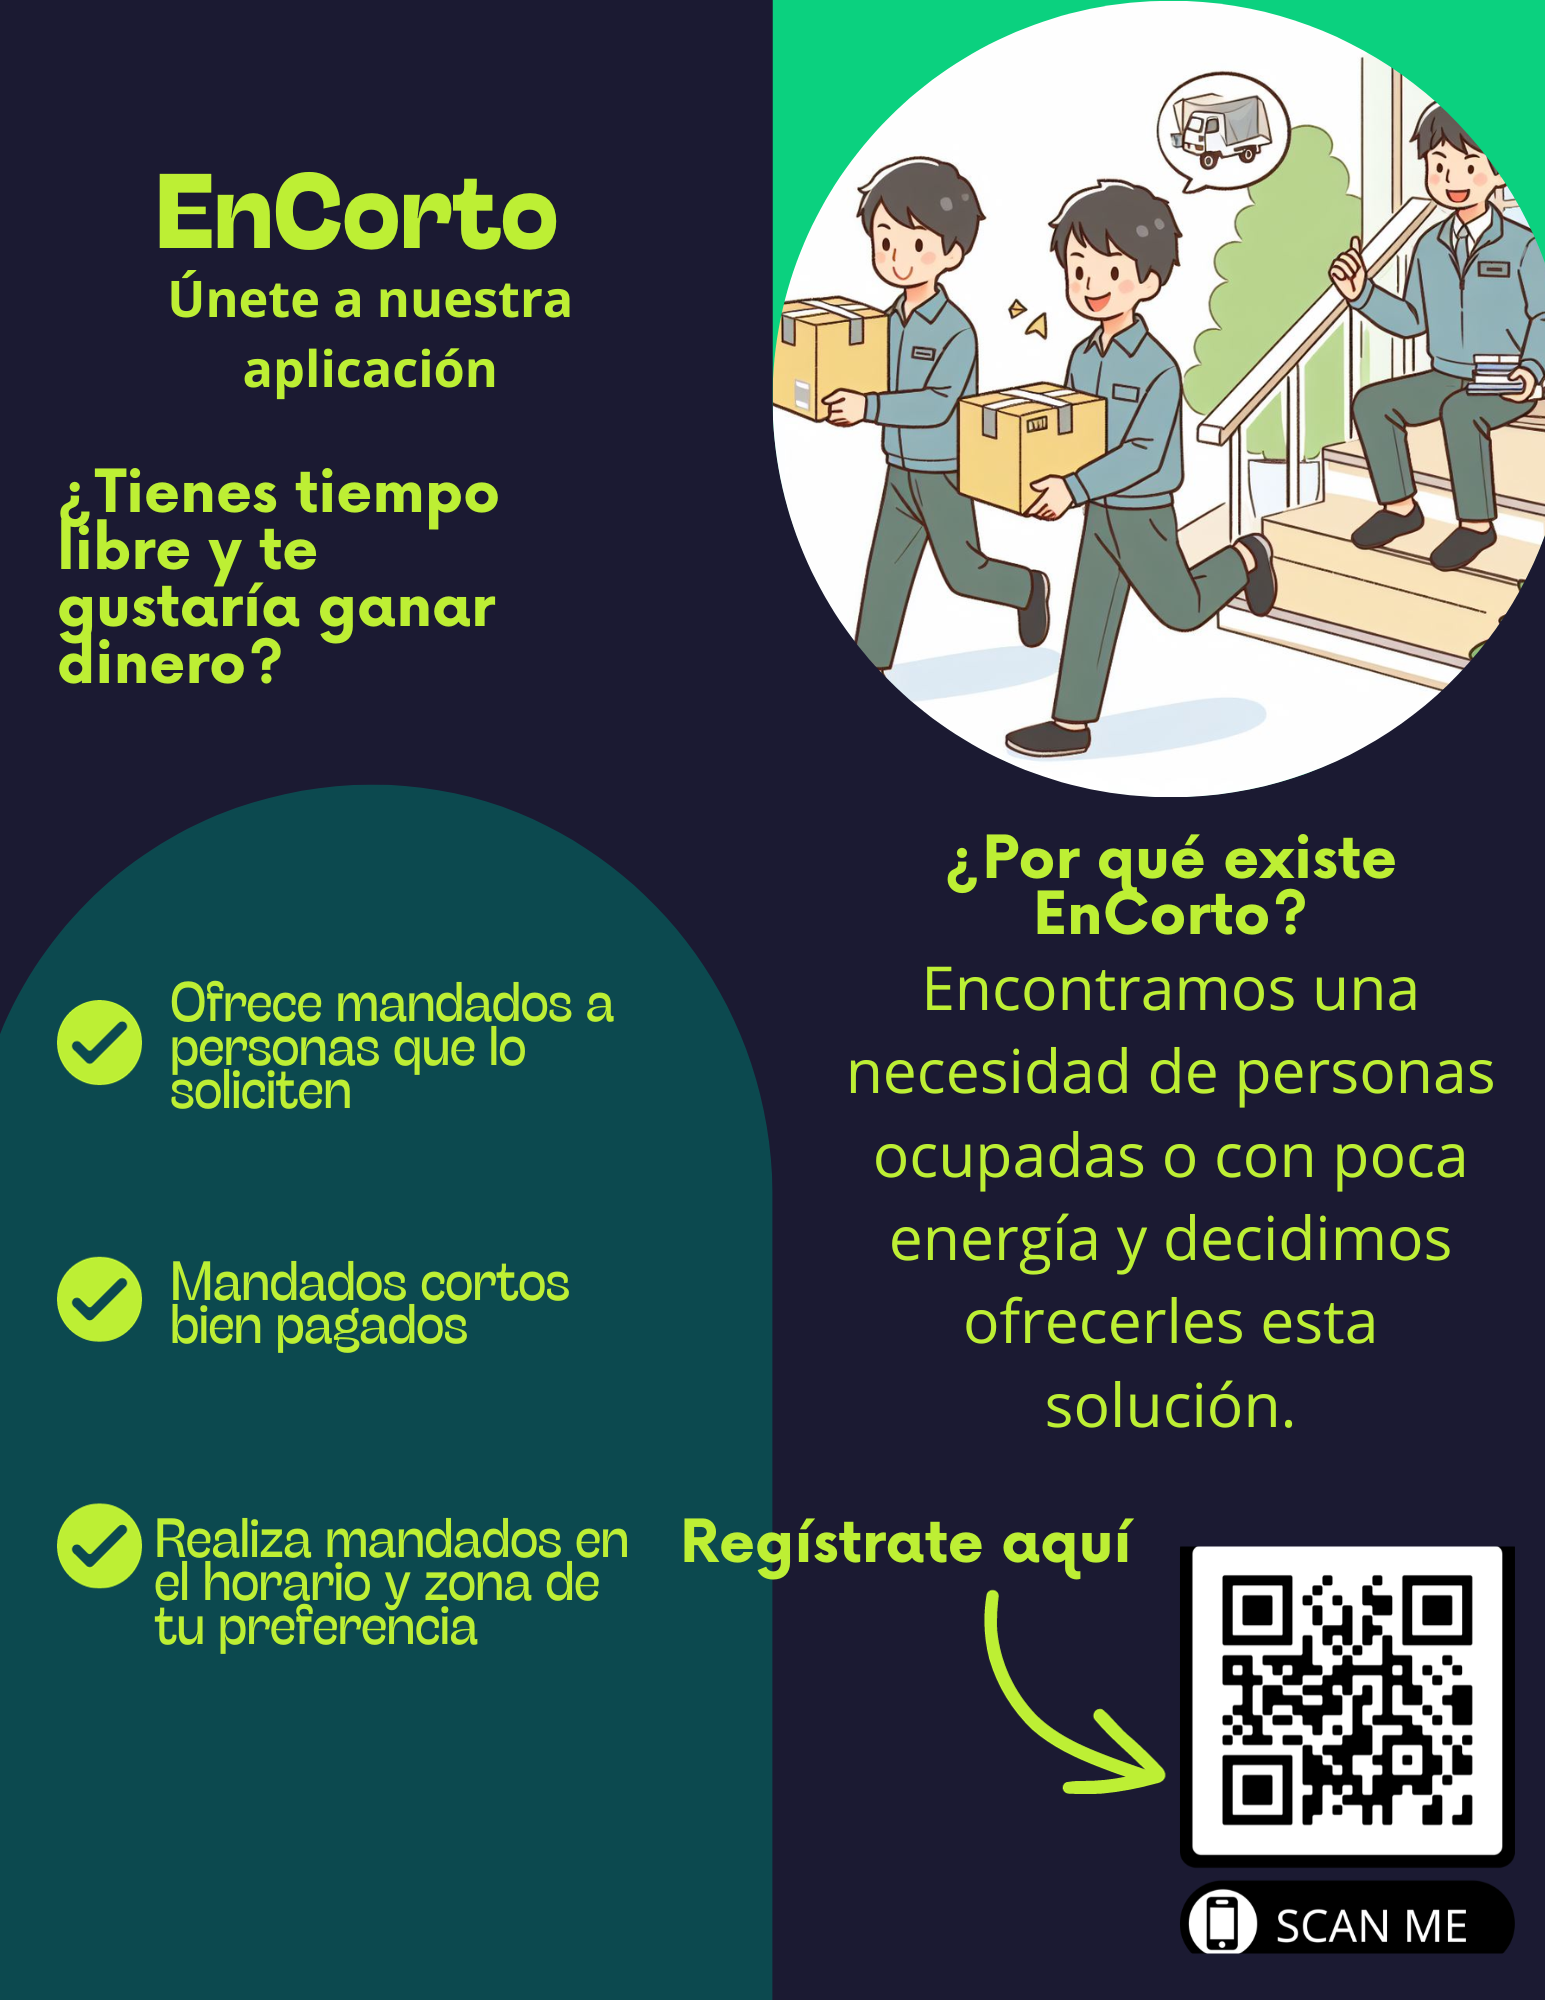 EnCorto
Únete a nuestra
aplicación
¿Tienes tiempo
libre y te
gustaría ganar
dinero?
Ofrece mandados a
personas que lo
soliciten
Mandados cortos
bien pagados
Realiza mandados en
el horario y zona de
tu preferencia
¿Por qué existe
EnCorto?
Encontramos una
necesidad de personas
ocupadas o con poca
energía y decidimos
ofrecerles esta
solución.
Regístrate aquí
SCAN ME